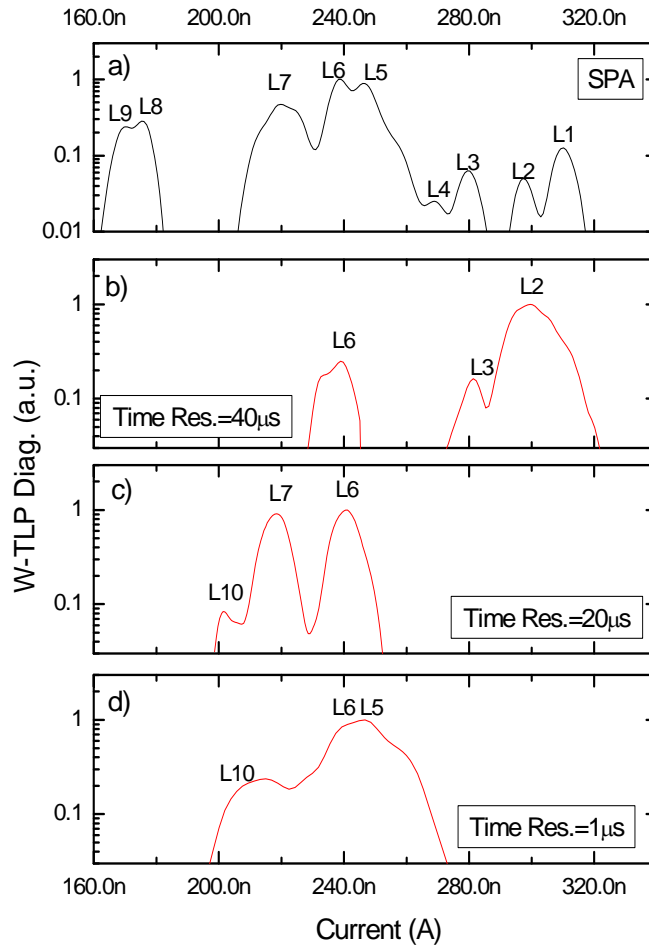 160.0n 200.0n 240.0n 280.0n 320.0n
a) SPA
L9 L8 L7 L6 L5 L4 L3 L2 L1
1
0.1
0.01
b)
L6 L3 L2
1
0.1
Time Res.=40μs
c)
L10 L7 L6
1
0.1
Time Res.=20μs
d)
L10 L6 L5
1
0.1
Time Res.=1μs
160.0n 200.0n 240.0n 280.0n 320.0n
Current (A)
W-TLP Diag. (a.u.)